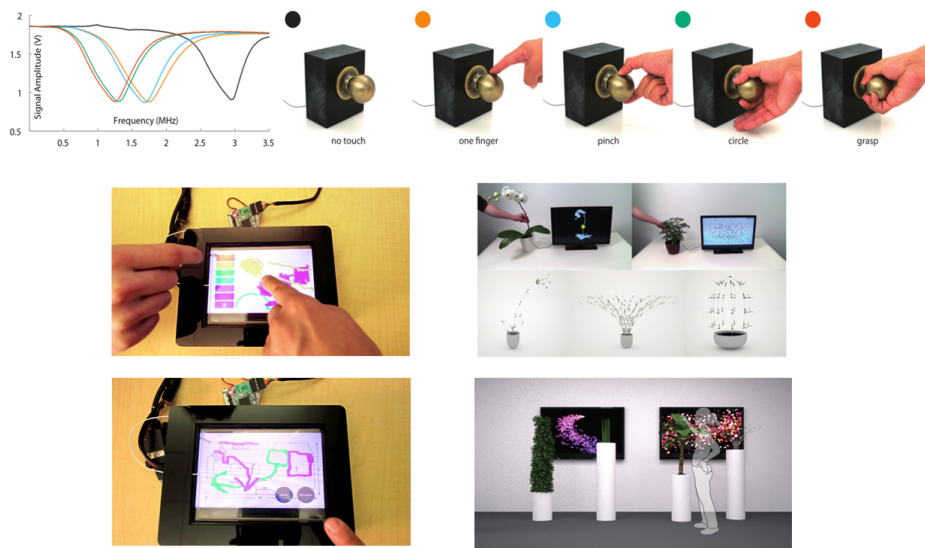 2
1.5
1
0.5
Signal Amplitude (V)
Frequency (MHz)
0.5
1
1.5
2
2.5
3
3.5
no touch
one finger
pinch
circle
grasp